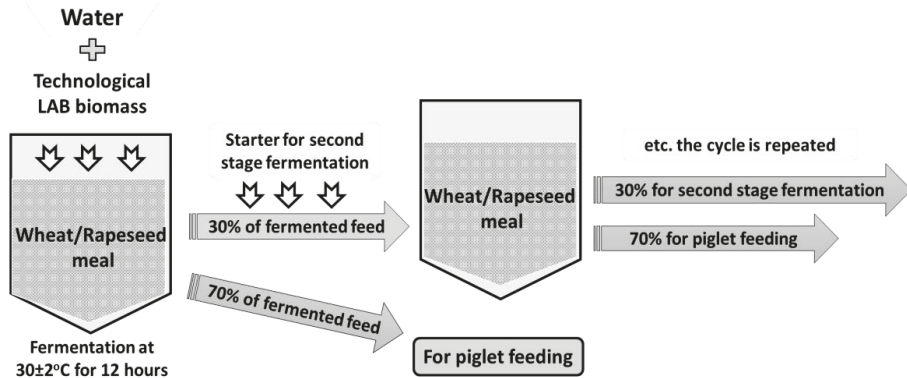 Water
Technological
LAB biomass
Wheat/Rapeseed
meal
Fermentation at
30±2°C for 12 hours
Starter for second
stage fermentation
30% of fermented feed
70% of fermented feed
Wheat/Rapeseed
meal
For piglet feeding
etc. the cycle is repeated
30% for second stage fermentation
70% for piglet feeding